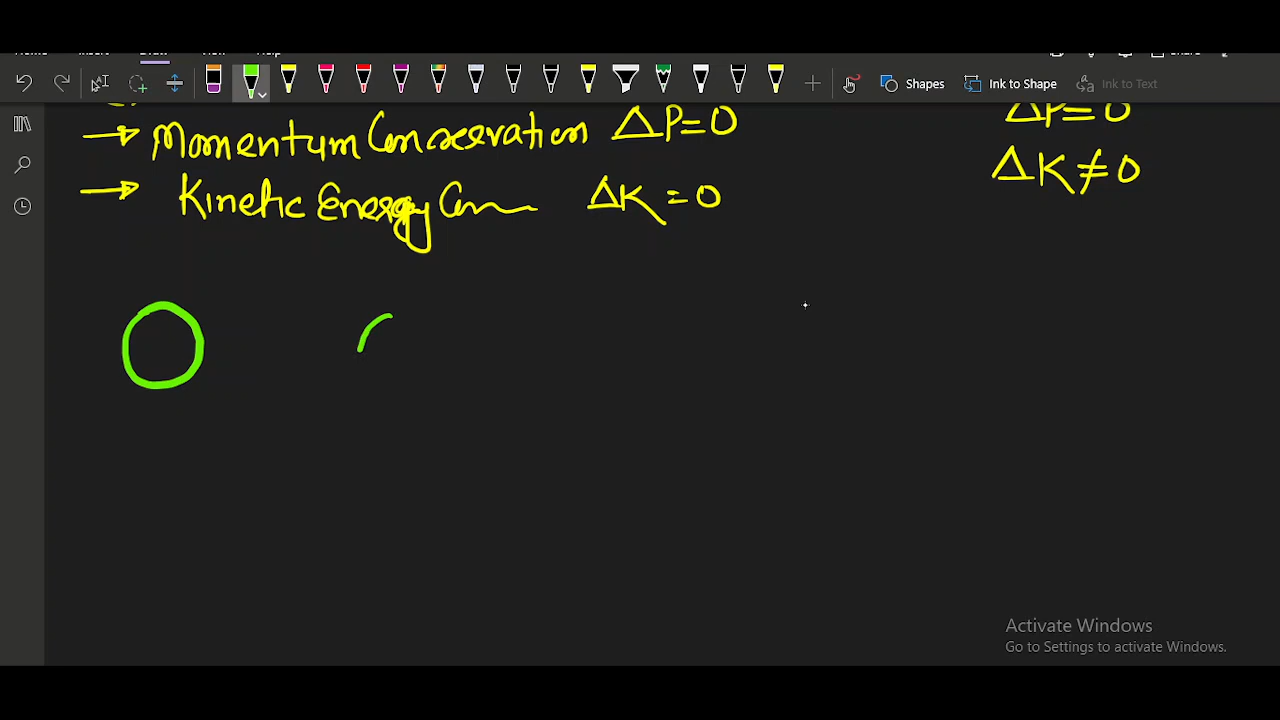 Share
Shapes
Ink to Shape
Ink to Text
→ Momentum Conservation ΔP=0
ΔP=0
→ Kinetic Energy Con ΔK=0
ΔK≠0
Activate Windows
Go to Settings to activate Windows.